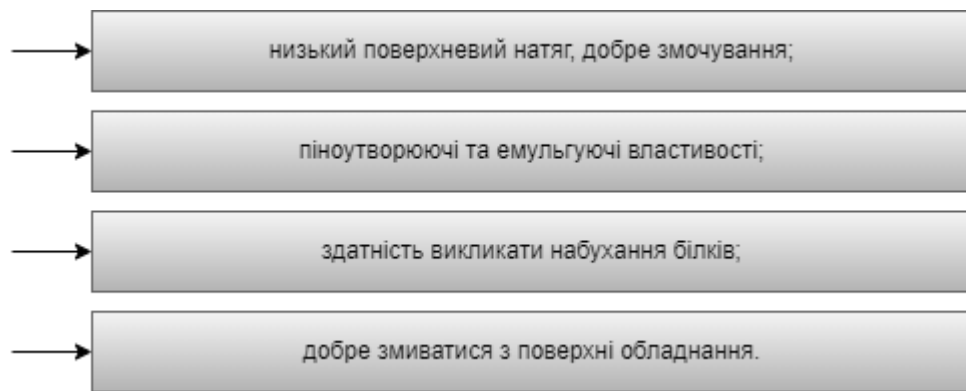 низький поверхневий натяг, добре змочування;
піноутворюючі та емульгуючі властивості;
здатність викликати набухання білків;
добре змиватися з поверхні обладнання.